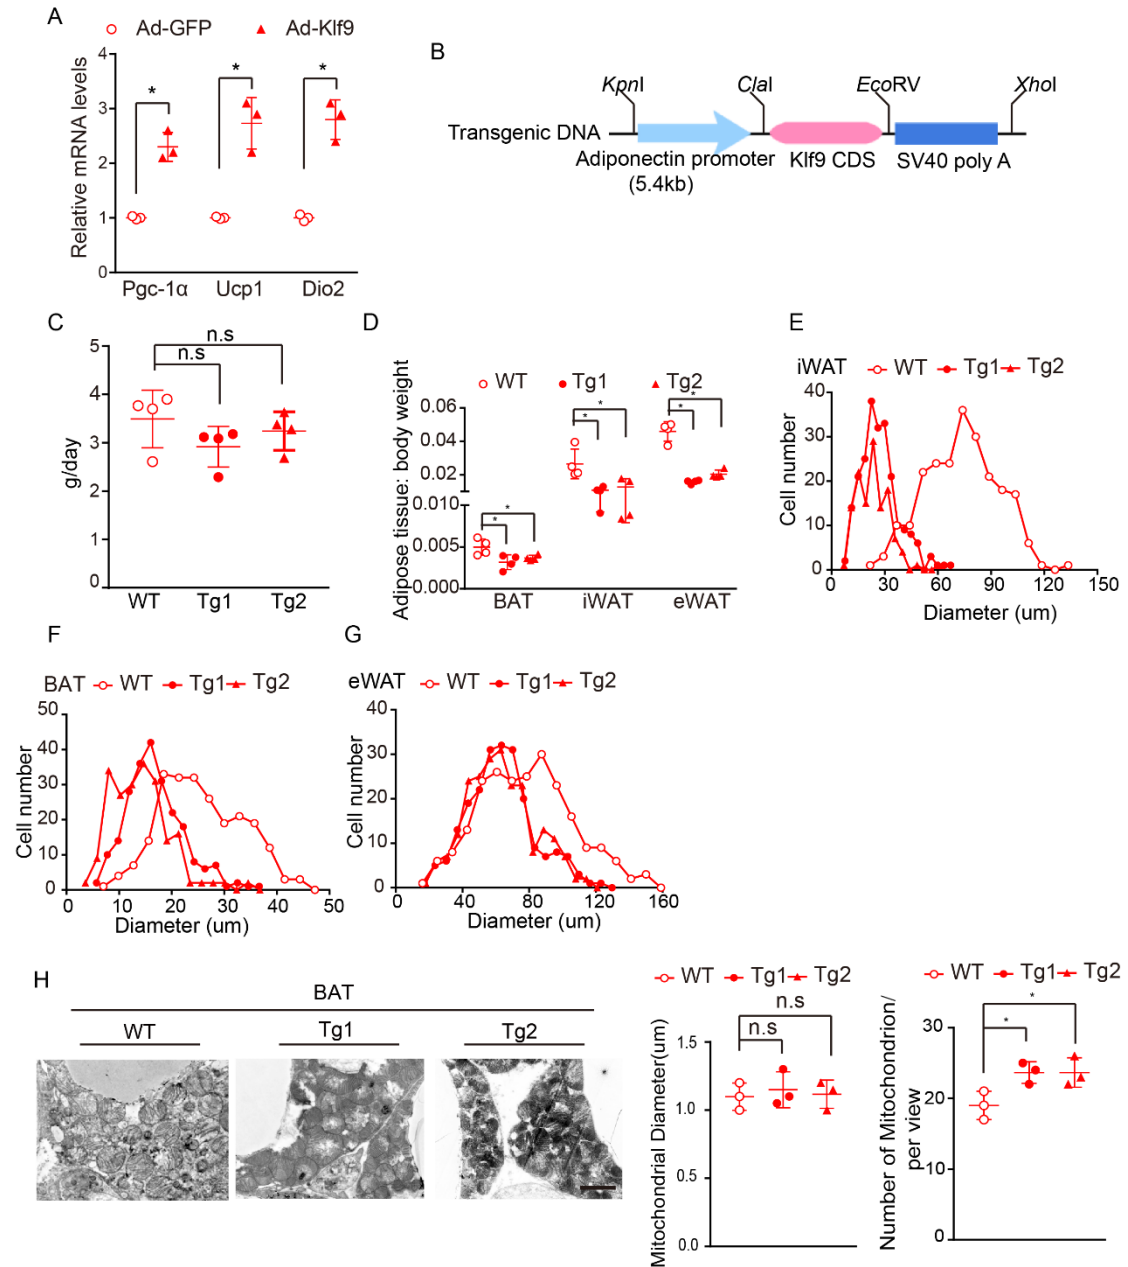 A
Ad-GFP Ad-Klf9
Relative mRNA levels
4
3
2
1
0
* * *
Pgc-1α Ucp1 Dio2
B
KpnI ClaI EcoRV XhoI
Transgenic DNA
Adiponectin promoter Klf9 CDS SV40 poly A
(5.4kb)
C
n.s
n.s
g/day
5
4
3
2
1
0
WT Tg1 Tg2
D
WT Tg1 Tg2
Adipose tissue: body weight
0.06
0.04
0.02
0.010
0.005
0.000
* * * * * *
BAT iWAT eWAT
E
iWAT WT Tg1 Tg2
Cell number
40
30
20
10
0
0 30 60 90 120 150
Diameter (um)
F
BAT WT Tg1 Tg2
Cell number
50
40
30
20
10
0
0 10 20 30 40 50
Diameter (um)
G
eWAT WT Tg1 Tg2
Cell number
40
30
20
10
0
40 80 120 160
Diameter (um)
H
BAT
WT Tg1 Tg2
WT Tg1 Tg2
n.s
n.s
Mitochondrial Diameter(um)
1.5
1.0
0.5
0.0
WT Tg1 Tg2
*
*
Number of Mitochondrion/
per view
30
20
10
0